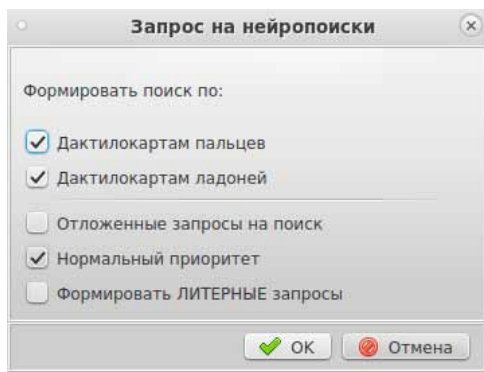 Запрос на нейропоиски
Формировать поиск по:
Дактилокартам пальцев
Дактилокартам ладоней
Отложенные запросы на поиск
Нормальный приоритет
Формировать ЛИТЕРНЫЕ запросы
ОК
Отмена